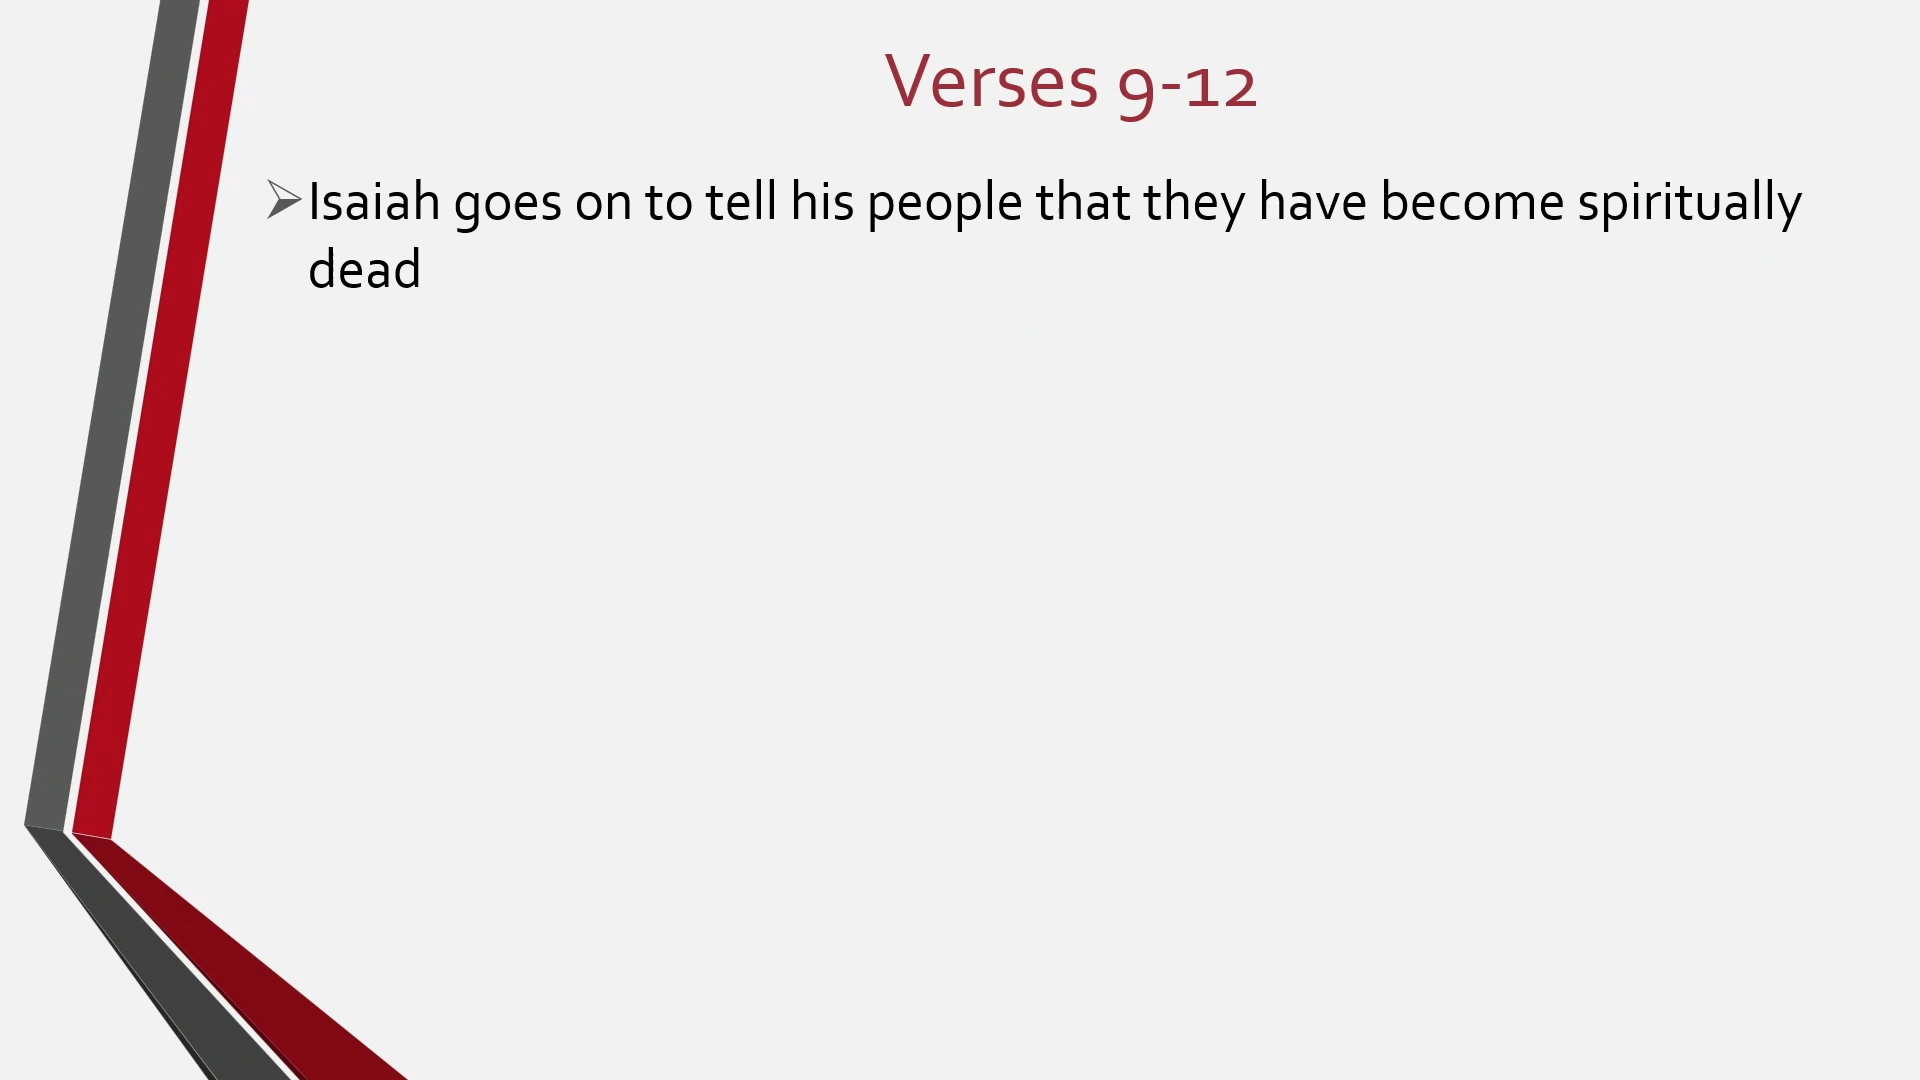 Verses 9-12
Isaiah goes on to tell his people that they have become spiritually
dead